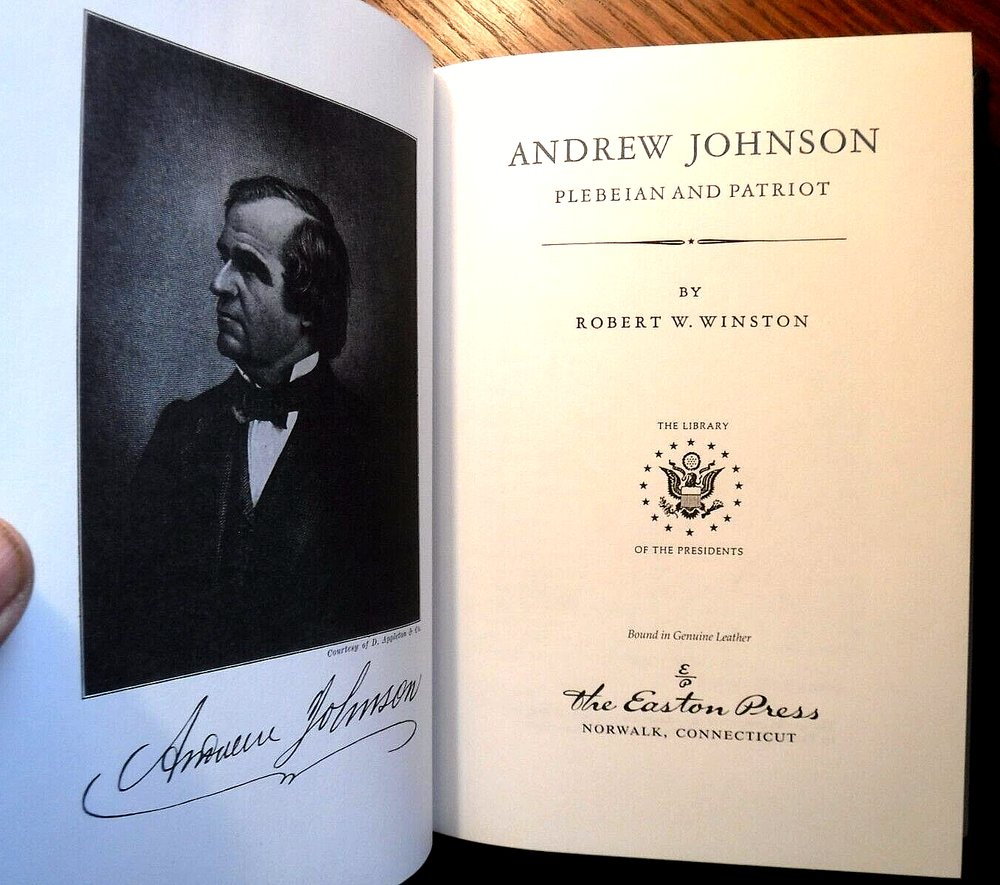 Courtesy of D. Appleton & Co.
Andrew Johnson
ANDREW JOHNSON
PLEBEIAN AND PATRIOT
BY
ROBERT W. WINSTON
THE LIBRARY
OF THE PRESIDENTS
Bound in Genuine Leather
E
P
the Easton Press
NORWALK, CONNECTICUT